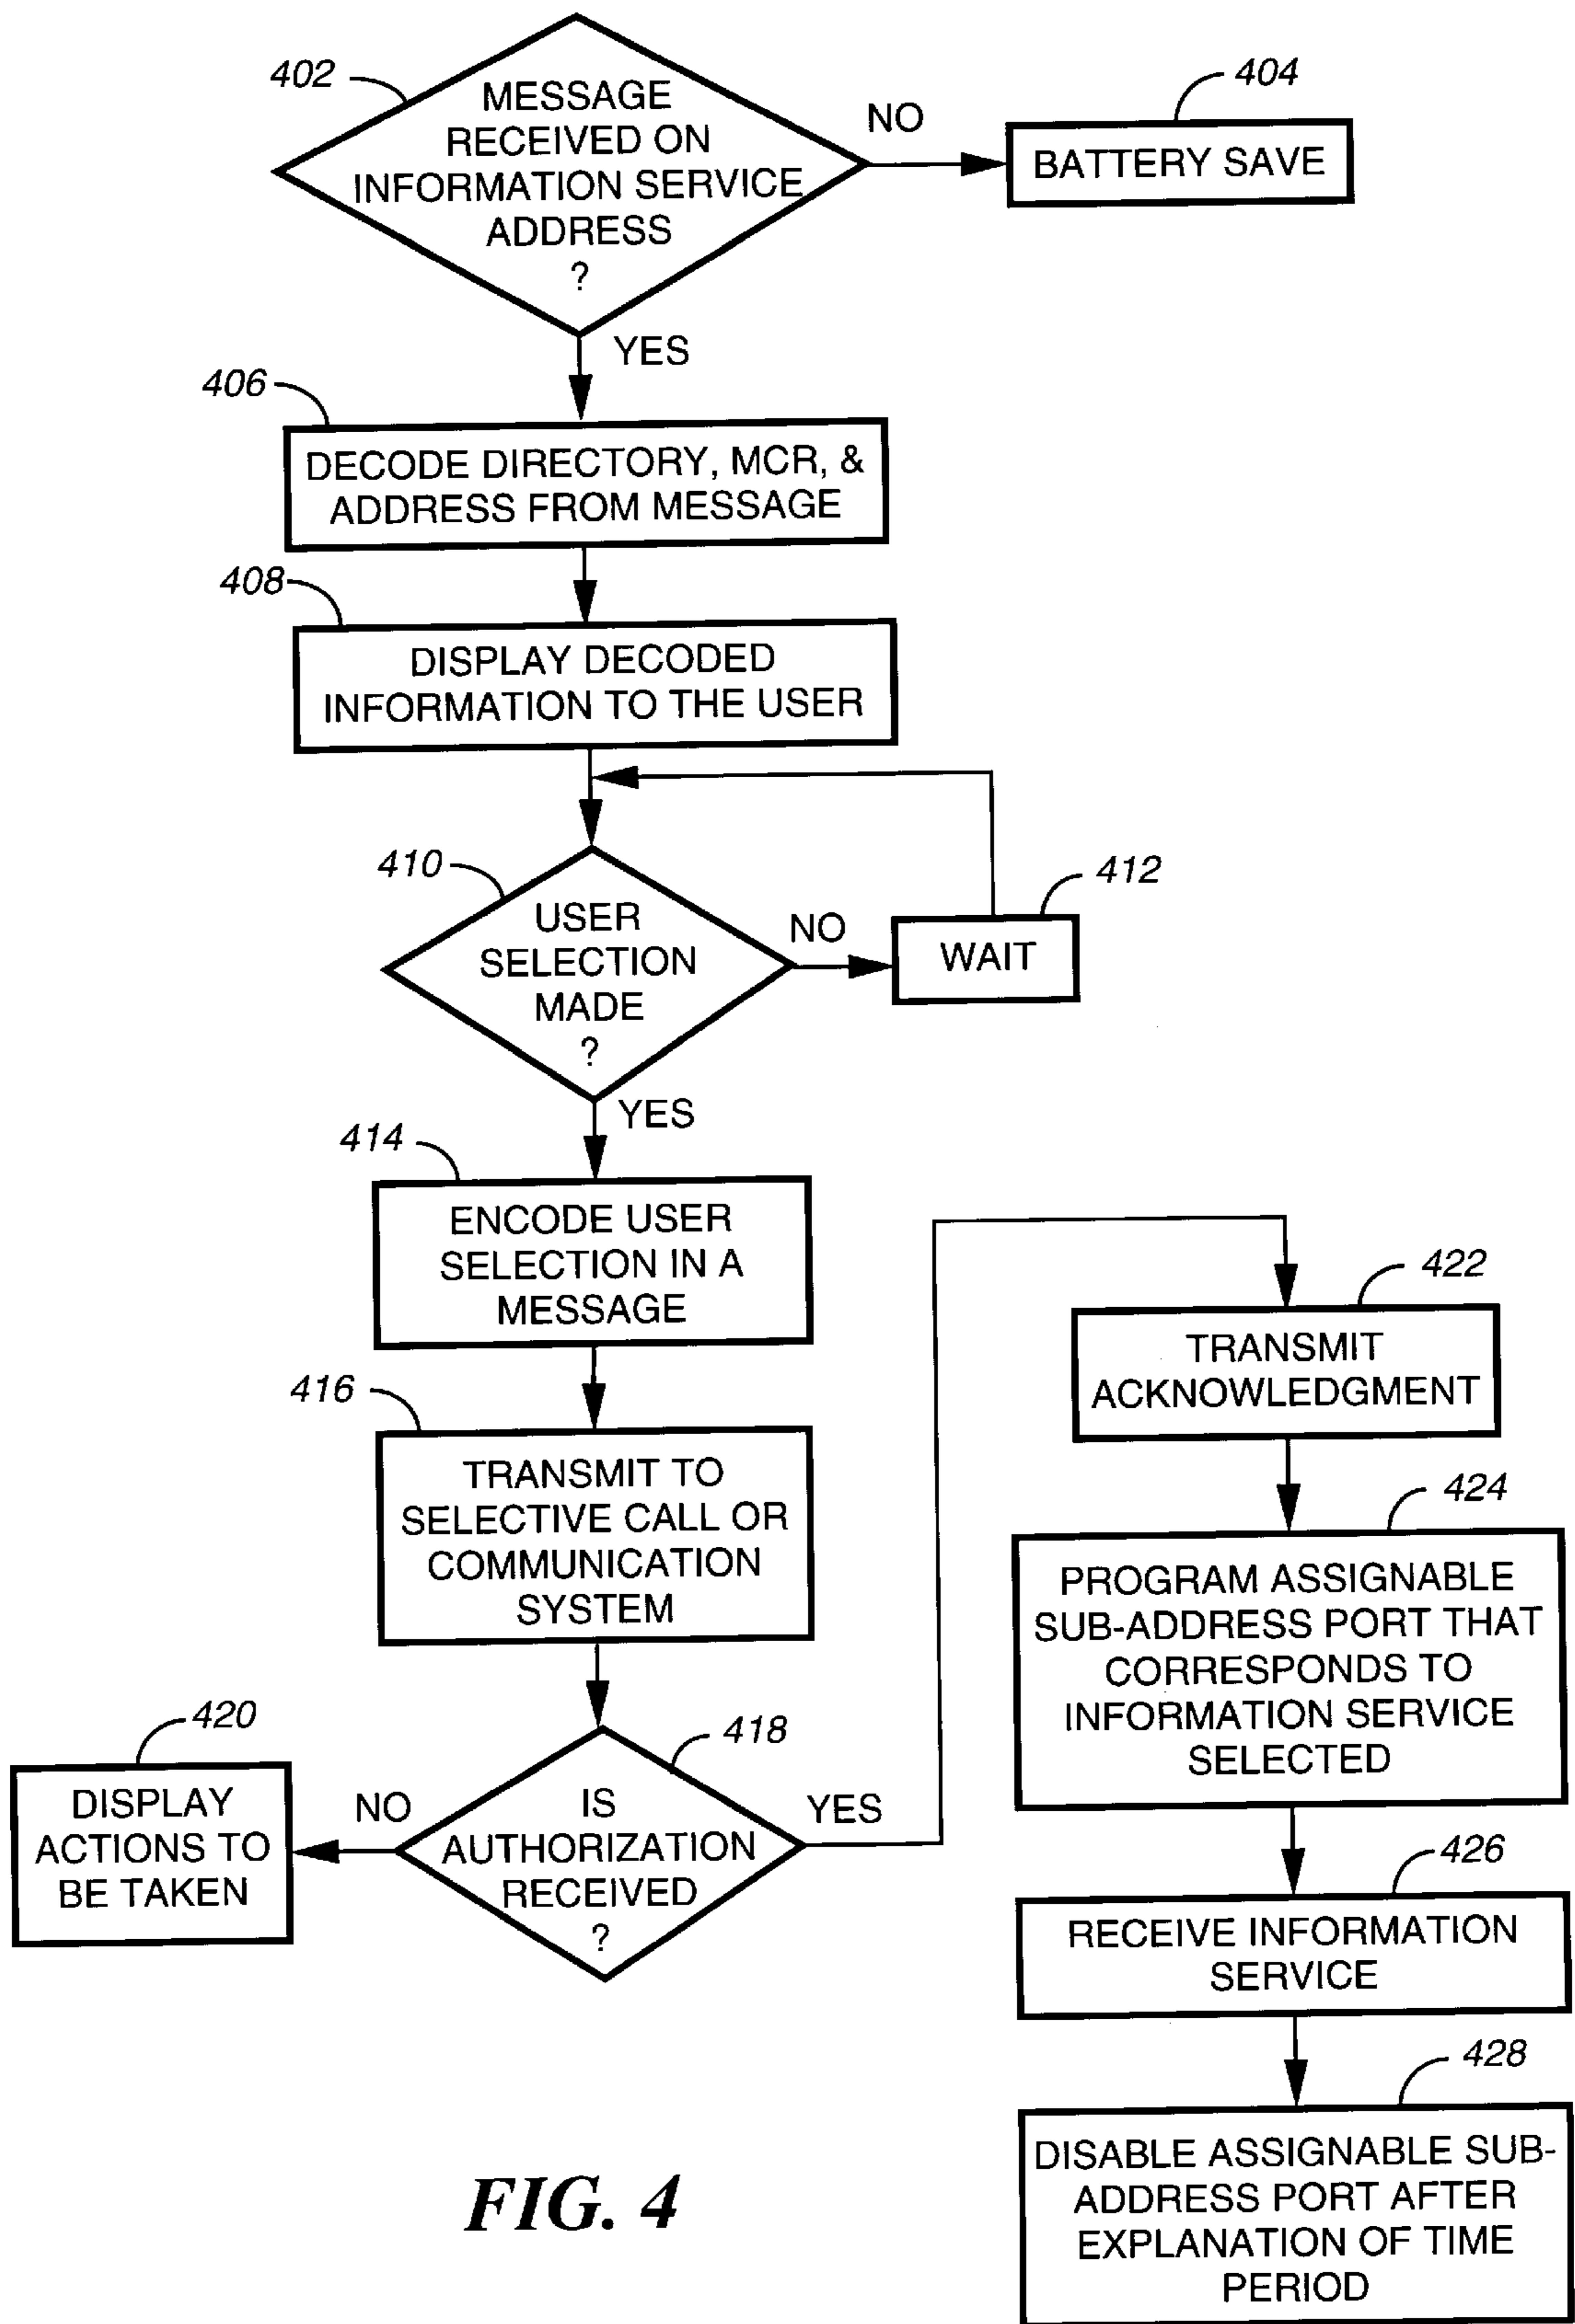 402
MESSAGE
RECEIVED ON
INFORMATION SERVICE
ADDRESS
?
NO
404
BATTERY SAVE
YES
406
DECODE DIRECTORY, MCR, &
ADDRESS FROM MESSAGE
408
DISPLAY DECODED
INFORMATION TO THE USER
410
USER
SELECTION
MADE
?
NO
412
WAIT
YES
414
ENCODE USER
SELECTION IN A
MESSAGE
416
TRANSMIT TO
SELECTIVE CALL OR
COMMUNICATION
SYSTEM
418
IS
AUTHORIZATION
RECEIVED
?
NO
420
DISPLAY
ACTIONS TO
BE TAKEN
YES
422
TRANSMIT
ACKNOWLEDGMENT
424
PROGRAM ASSIGNABLE
SUB-ADDRESS PORT THAT
CORRESPONDS TO
INFORMATION SERVICE
SELECTED
426
RECEIVE INFORMATION
SERVICE
428
DISABLE ASSIGNABLE SUB-
ADDRESS PORT AFTER
EXPLANATION OF TIME
PERIOD
FIG. 4